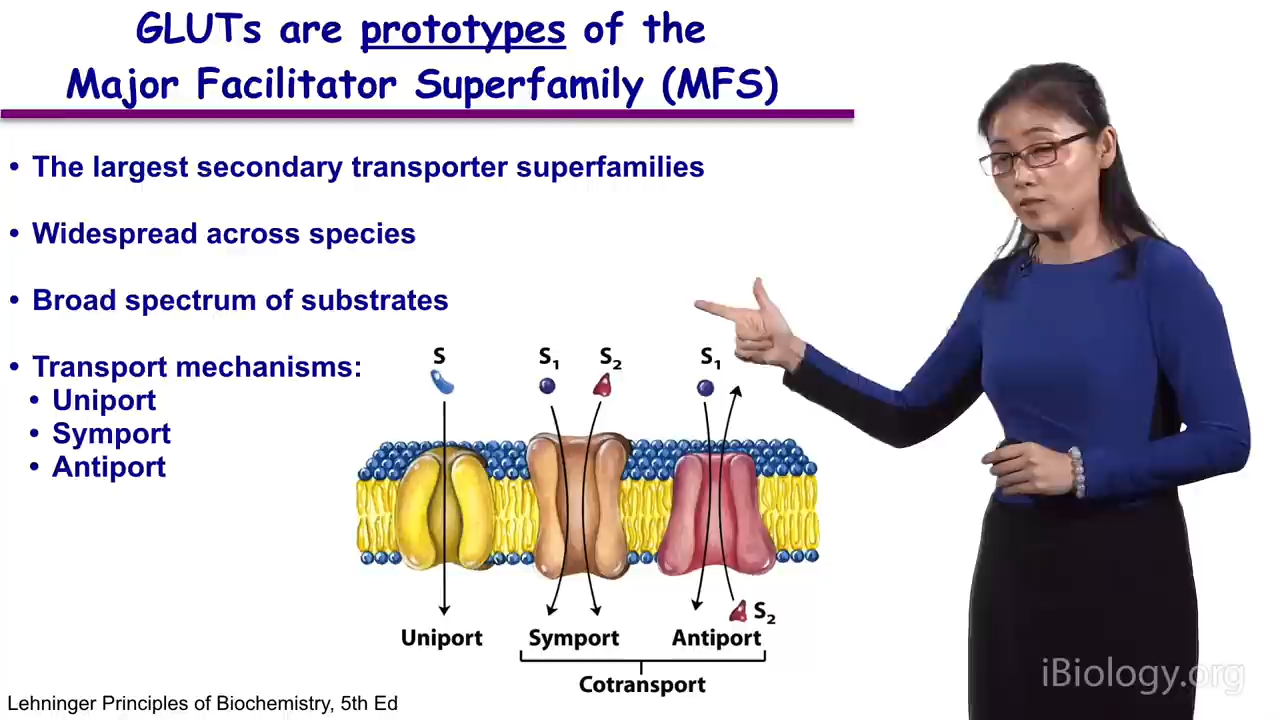 GLUTs are prototypes of the
Major Facilitator Superfamily (MFS)
• The largest secondary transporter superfamilies
• Widespread across species
• Broad spectrum of substrates
• Transport mechanisms:
• Uniport
• Symport
• Antiport
S
S₁ S₂
S₁
S₂
Uniport Symport Antiport
Cotransport
Lehninger Principles of Biochemistry, 5th Ed
iBiology.org